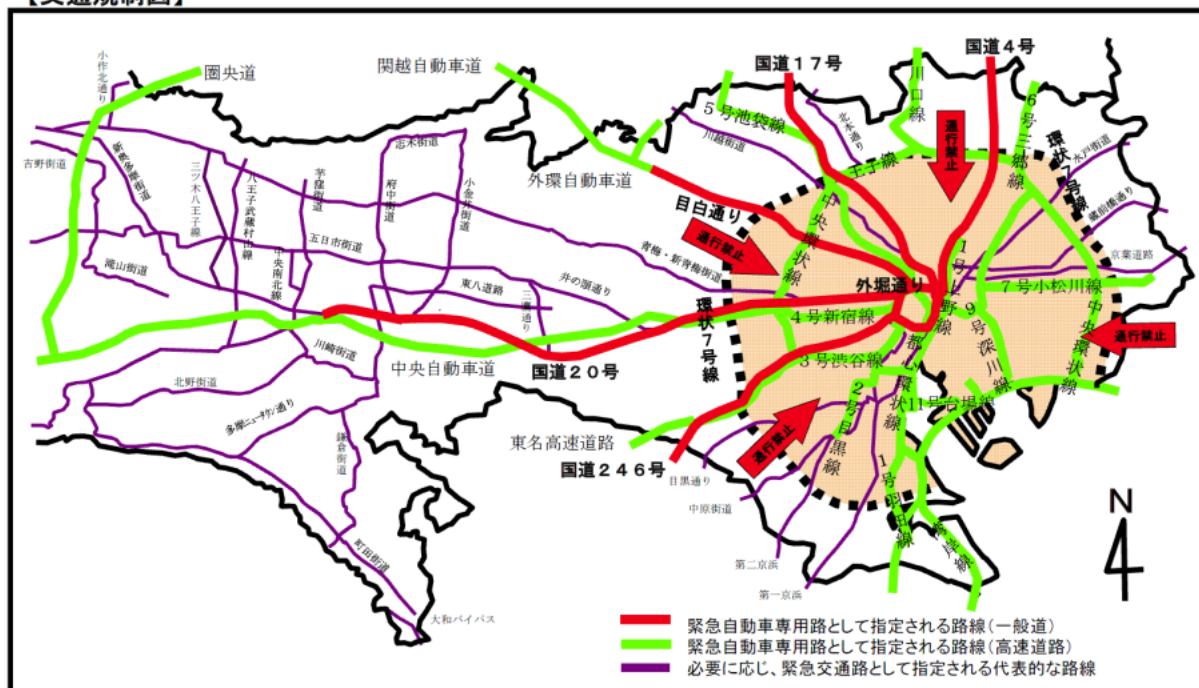 【交通規制図】
小作北通り
圏央道
関越自動車道
国道17号
国道4号
川口線
6号三郷線
5号池袋線
川越街道
北本通り
王子線
通行禁止
環状7号線
水戸街道
蔵前橋通り
京葉道路
吉野街道
新奥多摩街道
三ツ木八王子線
八王子武蔵村山線
芋窪街道
府中街道
志木街道
小金井街道
外環自動車道
目白通り
通行禁止
中央環状線
五日市街道
中央南北線
滝山街道
東八道路
三鷹通り
井の頭通り
青梅・新青梅街道
外堀通り
1号上野線
7号小松川線
9号深川線
中央環状線
通行禁止
環状7号線
4号新宿線
3号渋谷線
都心環状線
川崎街道
中央自動車道
国道20号
北野街道
多摩ニュータウン通り
鎌倉街道
2号目黒線
11号台堤線
通行禁止
東名高速道路
国道246号
目黒通り
中原街道
第二京浜
第一京浜
1号羽田線
湾岸線
町田街道
大和バイパス
N
緊急自動車専用路として指定される路線(一般道)
緊急自動車専用路として指定される路線(高速道路)
必要に応じ、緊急交通路として指定される代表的な路線